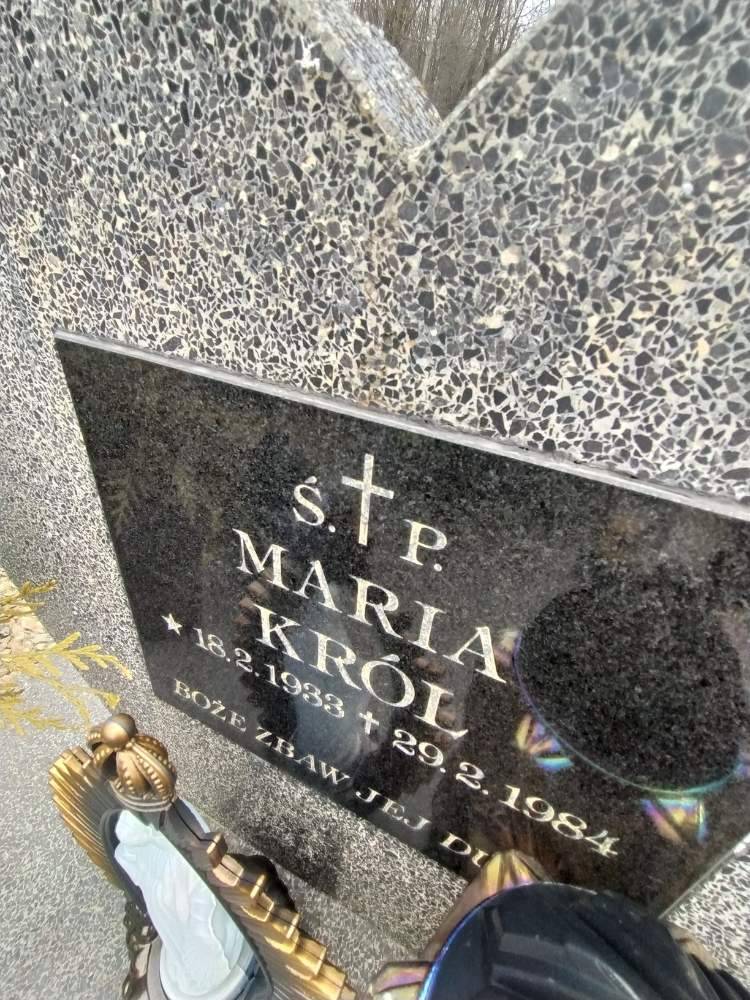 Ś. P.
MARIA
KRÓL
★ 18.2.1933 ✝ 29.2.1984
BOŻE ZBAW JEJ